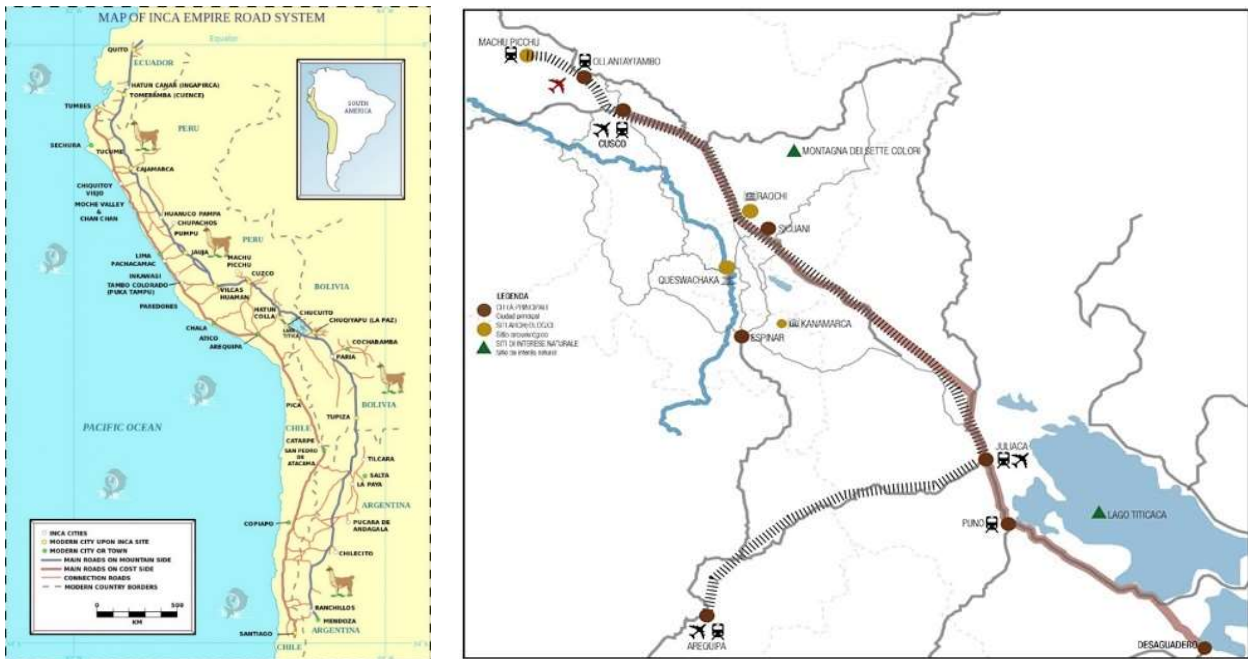 MAP OF INCA EMPIRE ROAD SYSTEM
Equator
QUITO
ECUADOR
HATUN CANAR (INGAPIRCA)
TOMEBAMBA (CUENCE)
TUMBES
SOUTH
AMERICA
PERU
SECHURA
TUCUME
CAJAMARCA
CHIQUITOY
VIEJO
MOCHE VALLEY
&
CHAN CHAN
HUANUCO PAMPA
CHUPACHOS
PUMPU
PERU
LIMA
PACHACAMAC
JAUJA
MACHU
PICCHU
CUZCO
INKAWASI
TAMBO COLORADO
(PUKA TAMPU)
VILCAS
HUAMAN
BOLIVIA
PAREDONES
HATUN
COLLA
CHUCUITO
CHUQIYAPU (LA PAZ)
CHALA
ATICO
AREQUIPA
COCHABAMBA
PARIA
PICA
BOLIVIA
TUPIZA
PACIFIC OCEAN
CHILE
CATARPE
SAN PEDRO
DE
ATACAMA
TILCARA
SALTA
LA PAYA
ARGENTINA
COPIAPO
PUCARA DE
ANDAGALA
CHILECITO
INCA CITIES
MODERN CITY UPON INCA SITE
MODERN CITY OR TOWN
MAIN ROADS ON MOUNTAIN SIDE
MAIN ROADS ON COST SIDE
CONNECTION ROADS
MODERN COUNTRY BORDERS
0 500
KM
RANCHILLOS
MENDOZA
SANTIAGO
ARGENTINA
CHILE
MACHU PICCHU
OLLANTAYTAMBO
CUSCO
MONTAGNA DEI SETTE COLORI
RERAQCHI
SICUANI
QUESWACHAKA
LEGENDA
CITTÀ PRINCIPALI
Ciudad principal
SITI ARCHEOLOGICI
Sitio arqueológico
SITI DI INTERESE NATURALE
Sitio de interés natural
KANAMARCA
ESPINAR
JULIACA
PUNO
LAGO TITICACA
AREQUIPA
DESAGUADERO